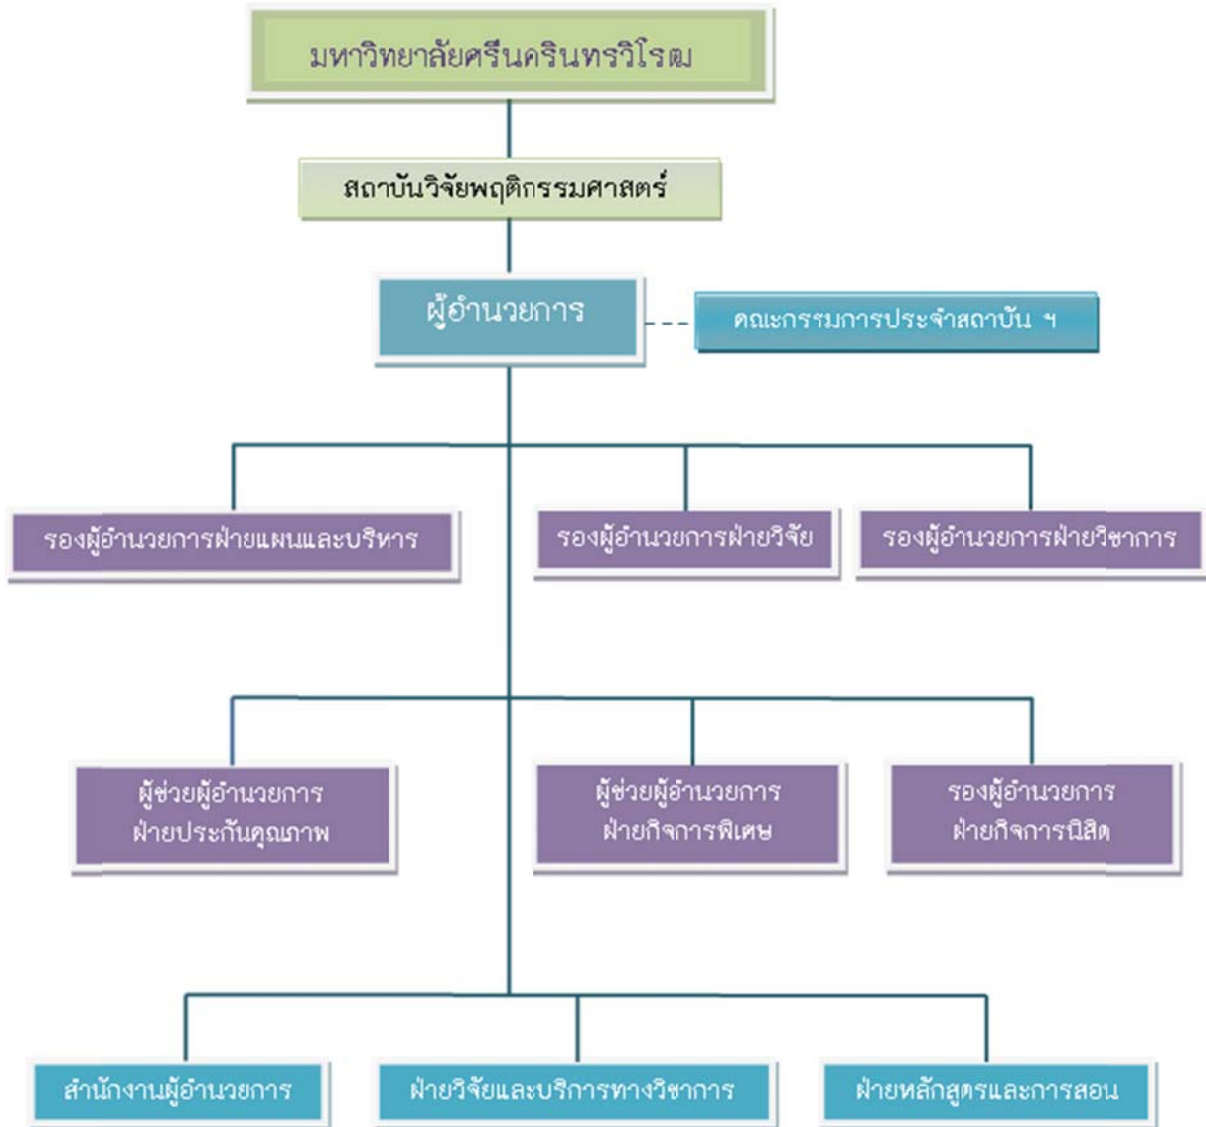 มหาวิทยาลัยศรีนครินทรวิโรฒ
สถาบันวิจัยพฤติกรรมศาสตร์
ผู้อำนวยการ
คณะกรรมการประจำสถาบัน ฯ
รองผู้อำนวยการฝ่ายแผนและบริหาร
รองผู้อำนวยการฝ่ายวิจัย
รองผู้อำนวยการฝ่ายวิชาการ
ผู้ช่วยผู้อำนวยการ
ฝ่ายประกันคุณภาพ
ผู้ช่วยผู้อำนวยการ
ฝ่ายกิจการพิเศษ
รองผู้อำนวยการ
ฝ่ายกิจการนิสิต
สำนักงานผู้อำนวยการ
ฝ่ายวิจัยและบริการทางวิชาการ
ฝ่ายหลักสูตรและการสอน